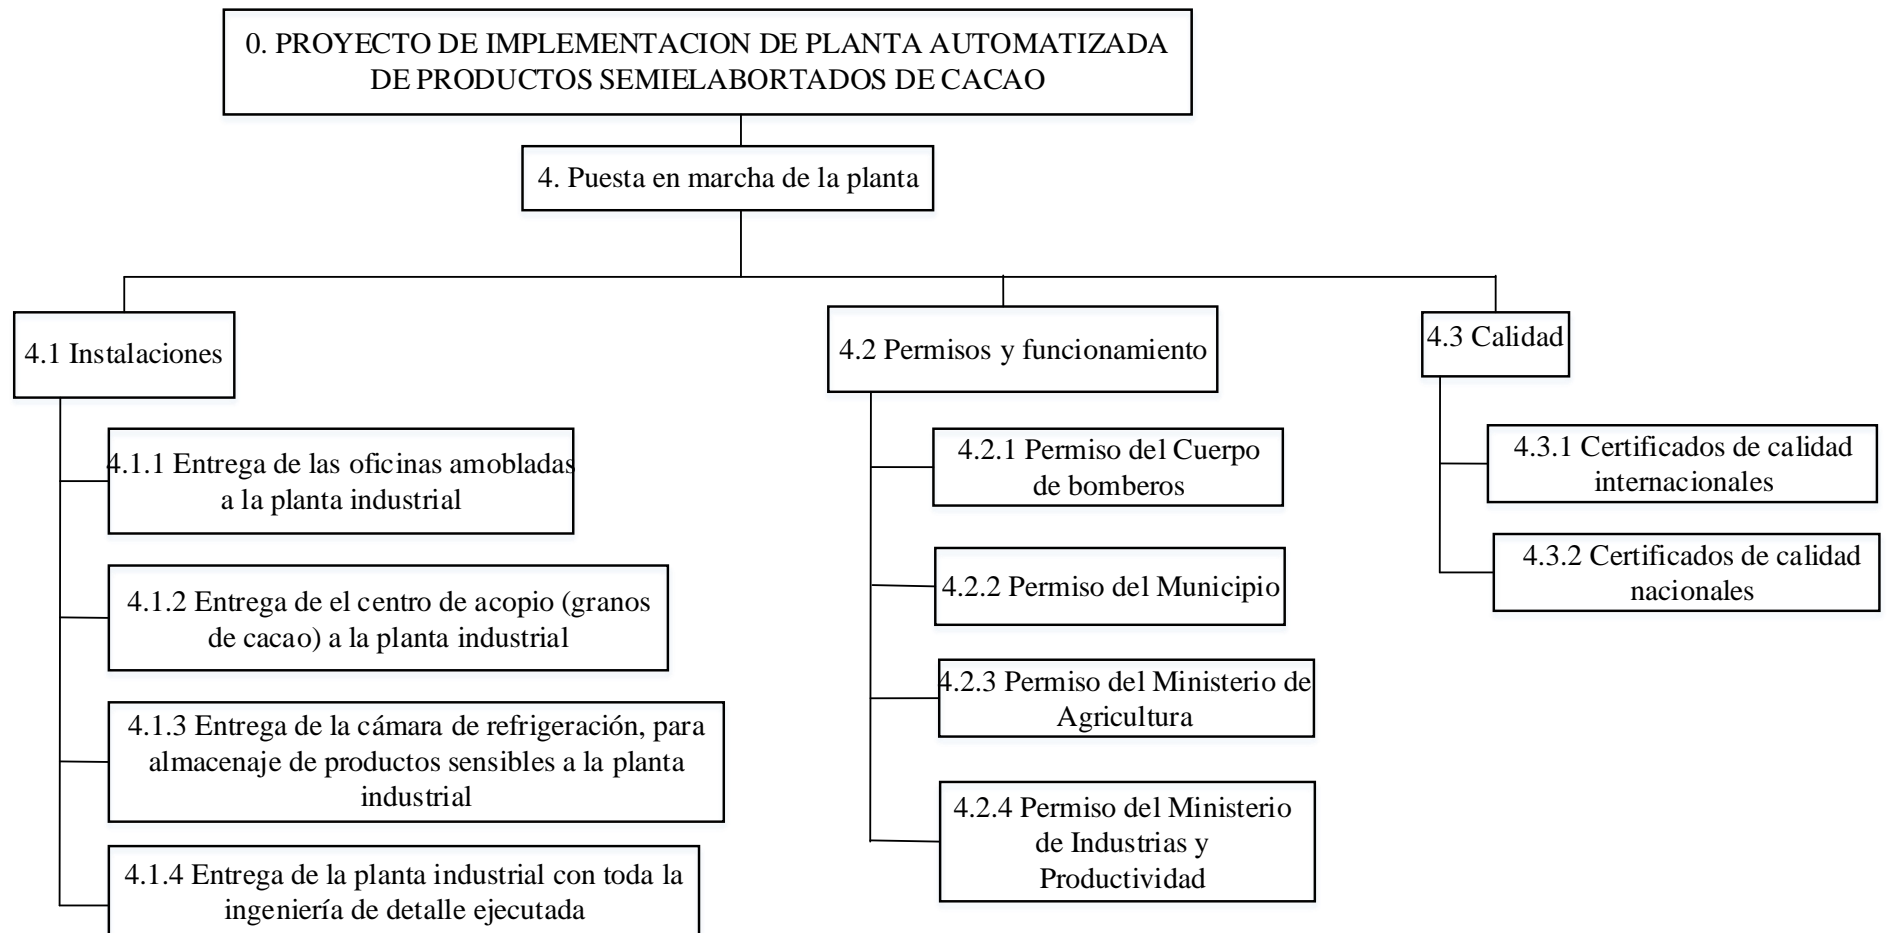 0. PROYECTO DE IMPLEMENTACION DE PLANTA AUTOMATIZADA
DE PRODUCTOS SEMIELABORTADOS DE CACAO
4. Puesta en marcha de la planta
4.1 Instalaciones
4.1.1 Entrega de las oficinas amobladas
a la planta industrial
4.1.2 Entrega de el centro de acopio (granos
de cacao) a la planta industrial
4.1.3 Entrega de la cámara de refrigeración, para
almacenaje de productos sensibles a la planta
industrial
4.1.4 Entrega de la planta industrial con toda la
ingeniería de detalle ejecutada
4.2 Permisos y funcionamiento
4.2.1 Permiso del Cuerpo
de bomberos
4.2.2 Permiso del Municipio
4.2.3 Permiso del Ministerio de
Agricultura
4.2.4 Permiso del Ministerio
de Industrias y
Productividad
4.3 Calidad
4.3.1 Certificados de calidad
internacionales
4.3.2 Certificados de calidad
nacionales